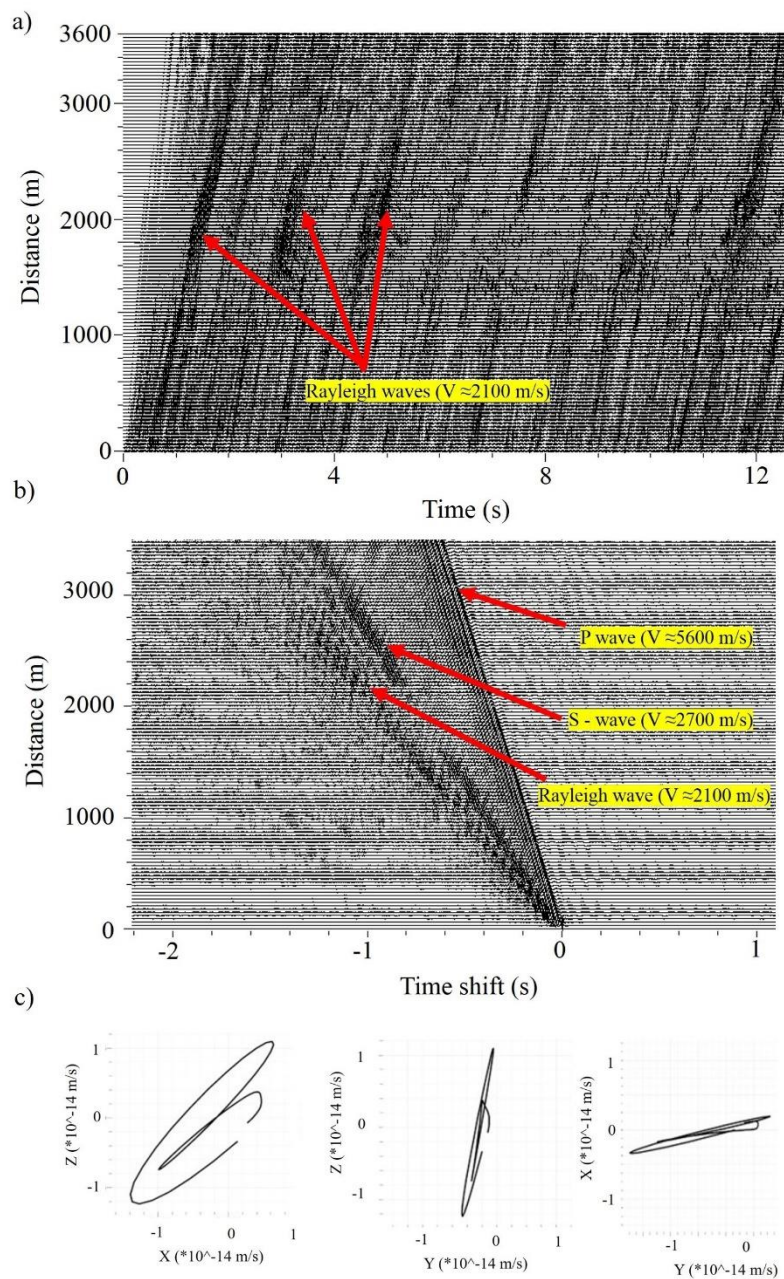 a)
3600
3000
2000
1000
0
Distance (m)
Rayleigh waves (V ≈2100 m/s)
0 4 8 12
Time (s)
b)
3000
2000
1000
0
Distance (m)
P wave (V ≈5600 m/s)
S - wave (V ≈2700 m/s)
Rayleigh wave (V ≈2100 m/s)
-2 -1 0 1
Time shift (s)
c)
Z (*10^-14 m/s)
1
0
-1
-1 0 1
X (*10^-14 m/s)
Z (*10^-14 m/s)
1
0
-1
-1 0 1
Y (*10^-14 m/s)
X (*10^-14 m/s)
1
0
-1
-1 0 1
Y (*10^-14 m/s)